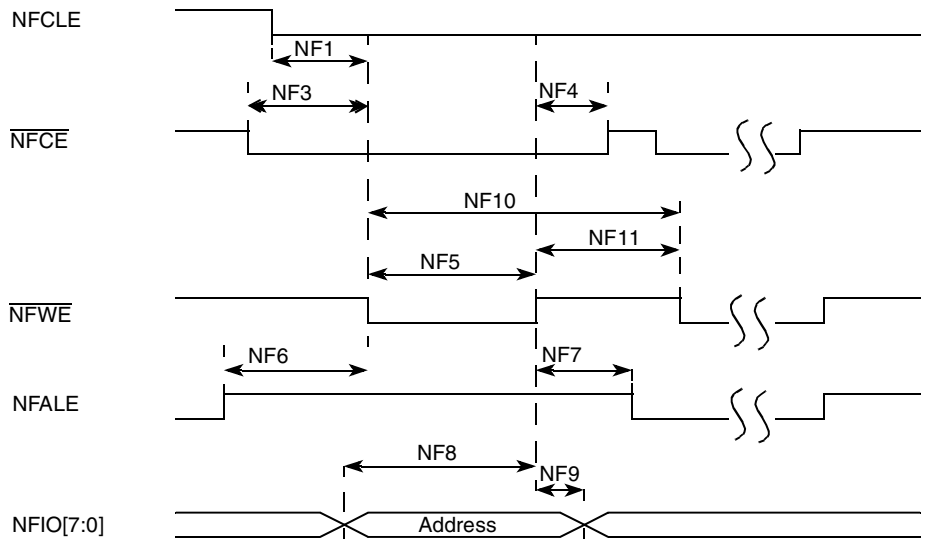 NFCLE
NF1
NF3
NF4
NFCE
NF10
NF11
NF5
NFWE
NF6
NF7
NFALE
NF8
NF9
NFIO[7:0]
Address